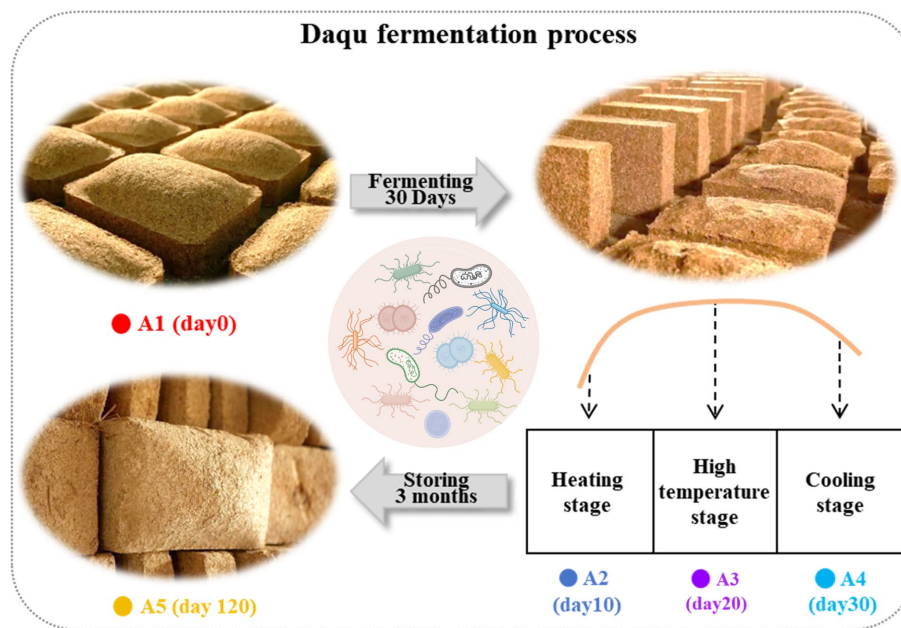 Daqu fermentation process
Fermenting
30 Days
A1 (day0)
Heating
stage
High
temperature
stage
Cooling
stage
Storing
3 months
A2
(day10)
A3
(day20)
A4
(day30)
A5 (day 120)